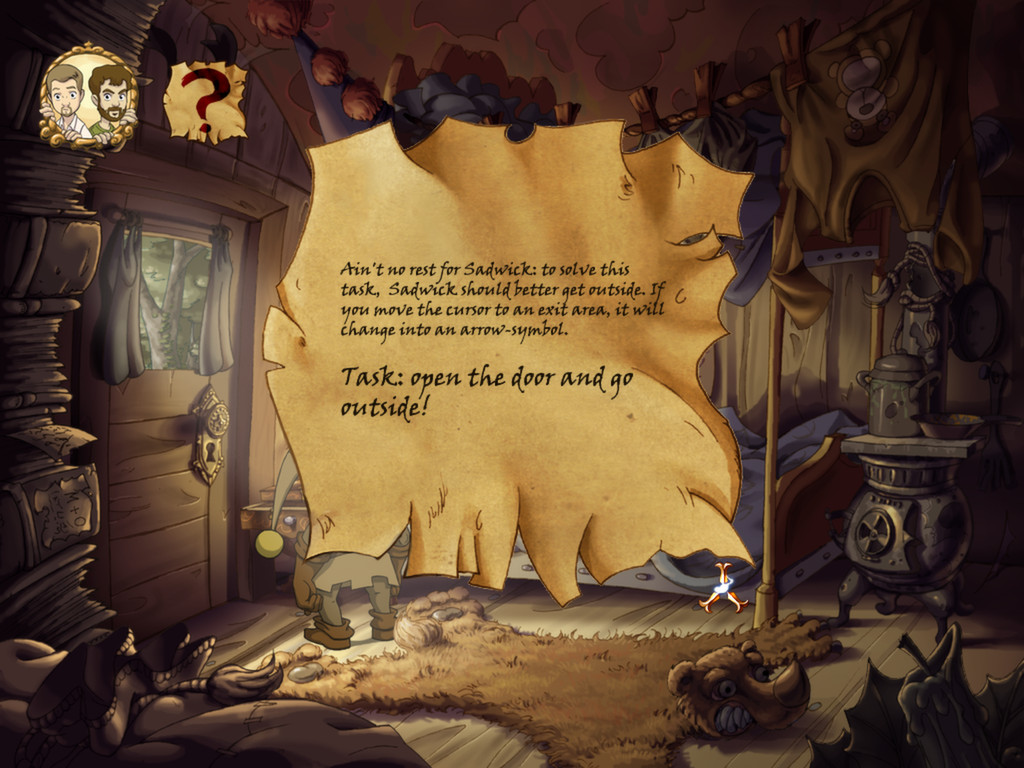 ?
Ain't no rest for Sadwick: to solve this
task, Sadwick should better get outside. If
you move the cursor to an exit area, it will
change into an arrow-symbol.
Task: open the door and go
outside!
M + O